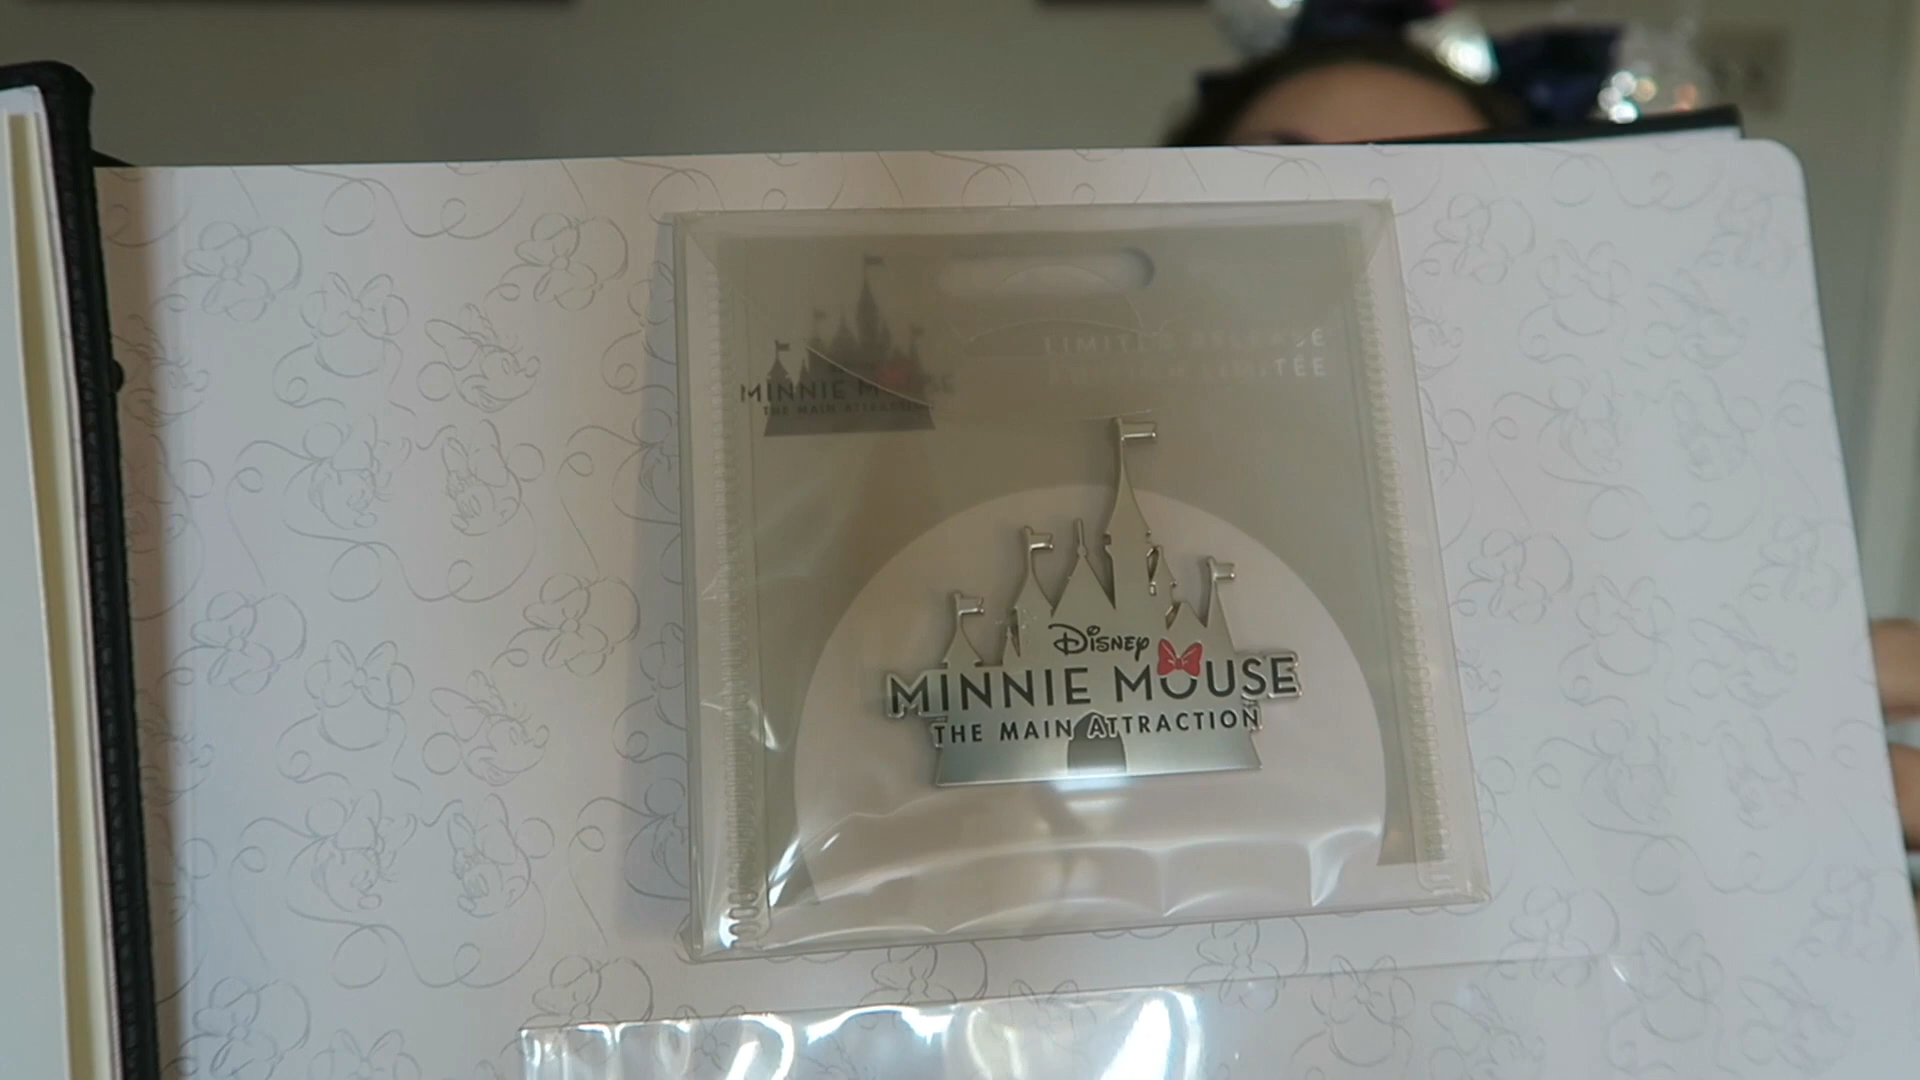 MINNIE MOUSE
THE MAIN ATTRACTION
LIMITED RELEASE
ÉDITION LIMITÉE
Disney
MINNIE MOUSE
THE MAIN ATTRACTION